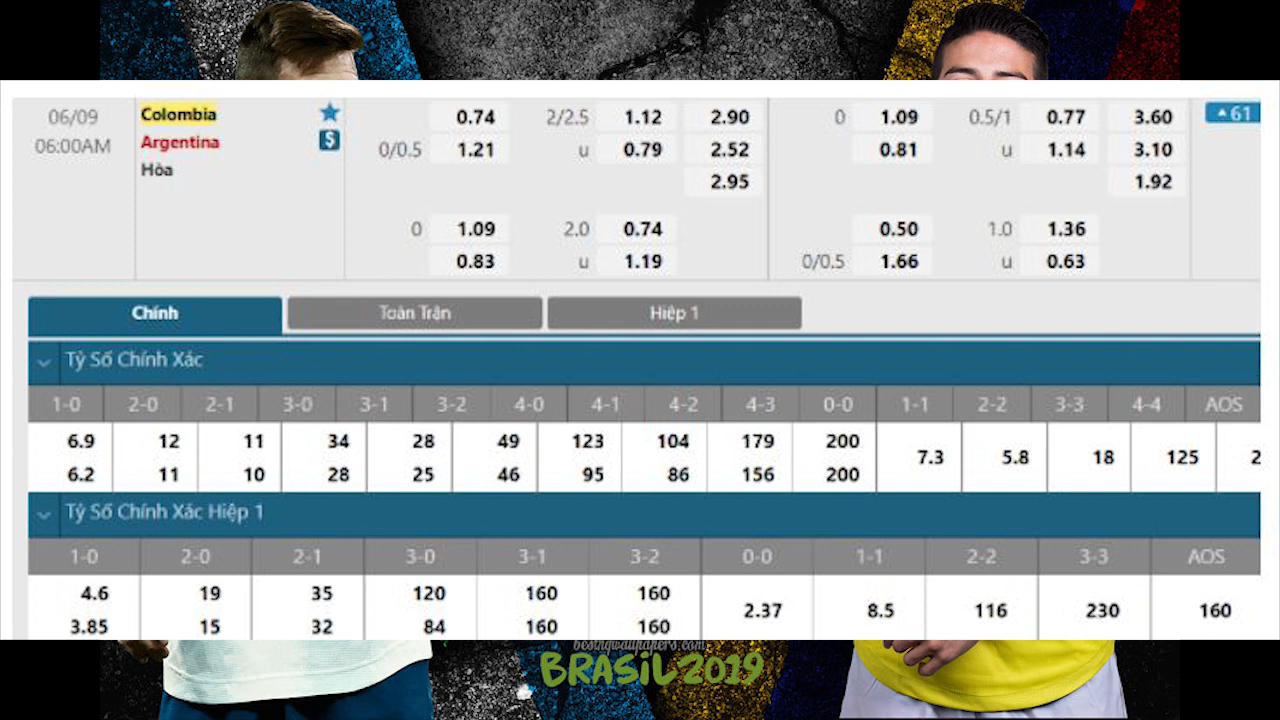 06/09 Colombia 0.74 2/2.5 1.12 2.90 0 1.09 0.5/1 0.77 3.60 61
06:00AM Argentina $ 0/0.5 1.21 u 0.79 2.52 0.81 u 1.14 3.10
Hòa 2.95 1.92
0 1.09 2.0 0.74 0.50 1.0 1.36
0.83 u 1.19 0/0.5 1.66 u 0.63
Chính Toàn Trận Hiệp 1
Tỷ Số Chính Xác
1-0 2-0 2-1 3-0 3-1 3-2 4-0 4-1 4-2 4-3 0-0 1-1 2-2 3-3 4-4 AOS
6.9 12 11 34 28 49 123 104 179 200 7.3 5.8 18 125 2
6.2 11 10 28 25 46 95 86 156 200
Tỷ Số Chính Xác Hiệp 1
1-0 2-0 2-1 3-0 3-1 3-2 0-0 1-1 2-2 3-3 AOS
4.6 19 35 120 160 160 2.37 8.5 116 230 160
3.85 15 32 84 160 160
besthqwallpapers.com
BRASIL 2019